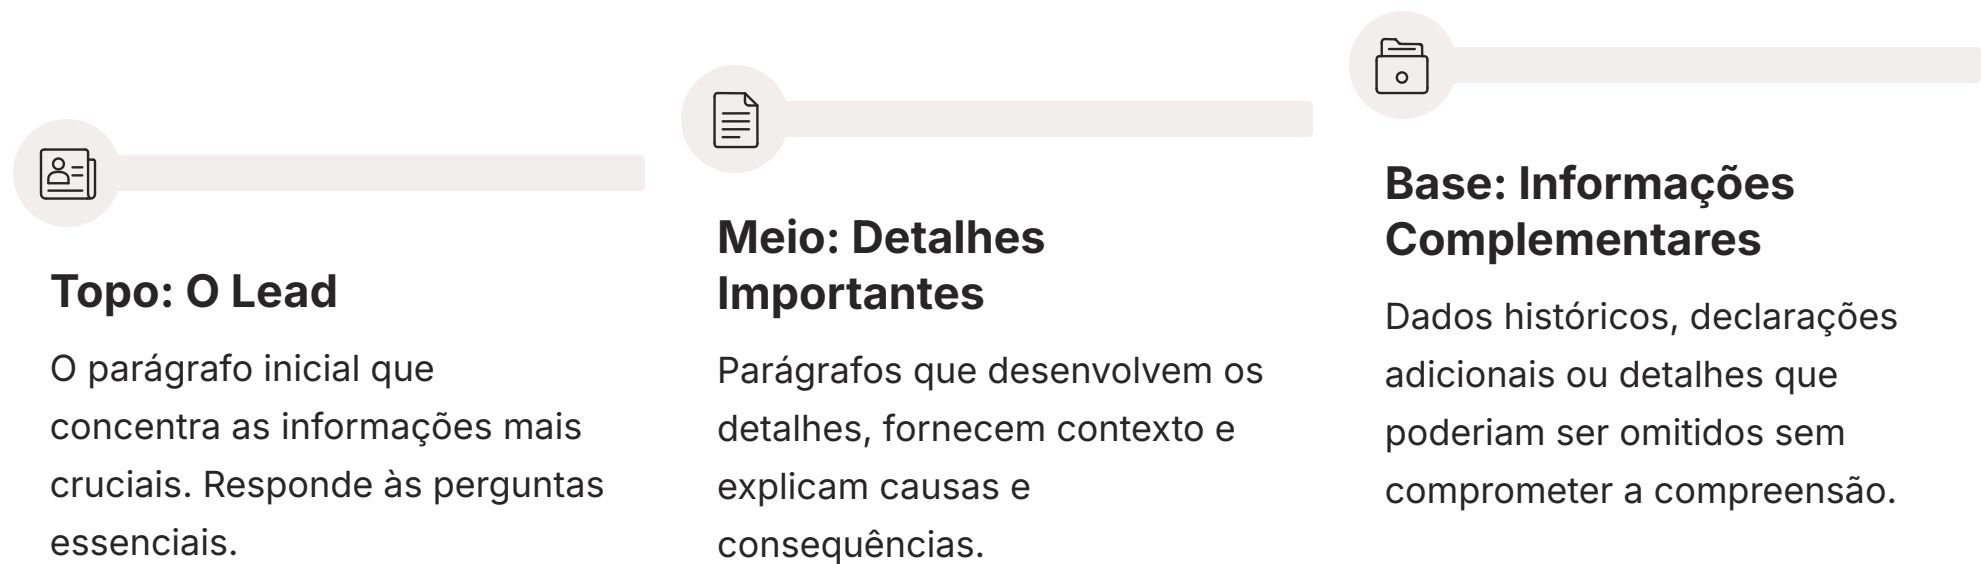 Topo: O Lead
O parágrafo inicial que
concentra as informações mais
cruciais. Responde às perguntas
essenciais.
Meio: Detalhes
Importantes
Parágrafos que desenvolvem os
detalhes, fornecem contexto e
explicam causas e
consequências.
Base: Informações
Complementares
Dados históricos, declarações
adicionais ou detalhes que
poderiam ser omitidos sem
comprometer a compreensão.